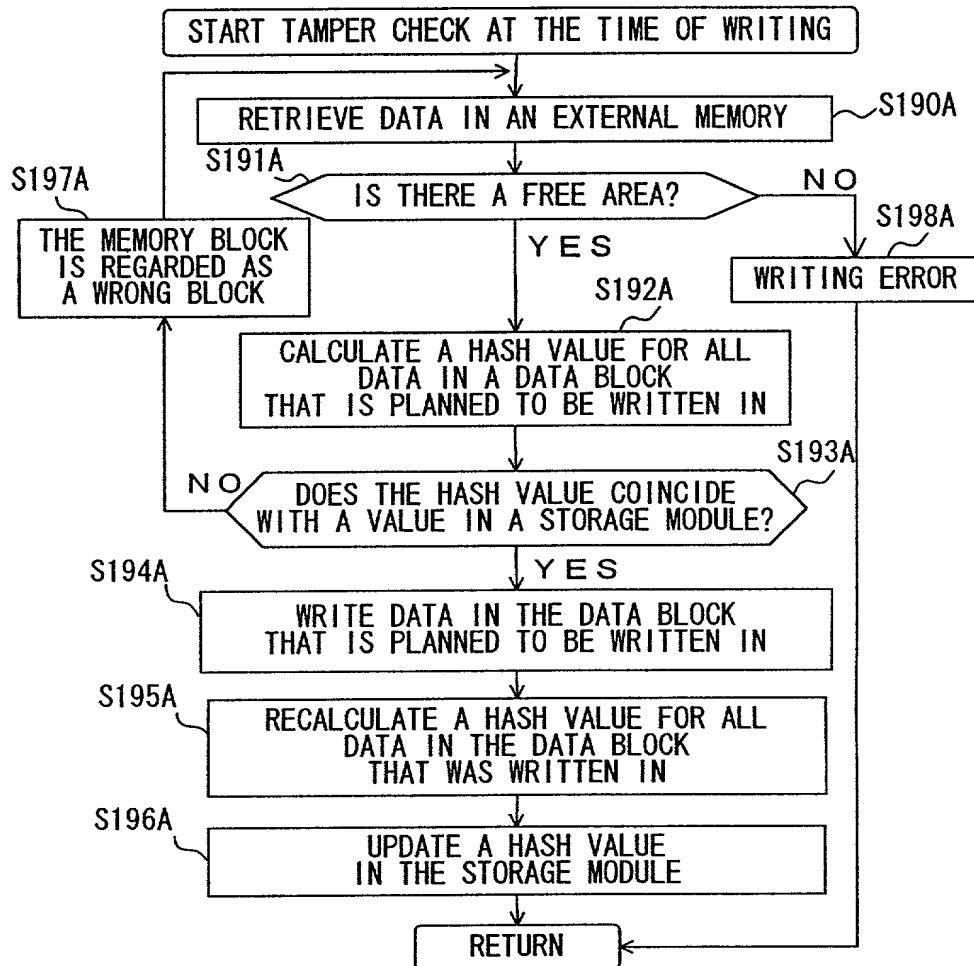 START TAMPER CHECK AT THE TIME OF WRITING
RETRIEVE DATA IN AN EXTERNAL MEMORY
S190A
S191A
IS THERE A FREE AREA?
NO
S197A
THE MEMORY BLOCK
IS REGARDED AS
A WRONG BLOCK
YES
S198A
WRITING ERROR
S192A
CALCULATE A HASH VALUE FOR ALL
DATA IN A DATA BLOCK
THAT IS PLANNED TO BE WRITTEN IN
S193A
NO
DOES THE HASH VALUE COINCIDE
WITH A VALUE IN A STORAGE MODULE?
YES
S194A
WRITE DATA IN THE DATA BLOCK
THAT IS PLANNED TO BE WRITTEN IN
S195A
RECALCULATE A HASH VALUE FOR ALL
DATA IN THE DATA BLOCK
THAT WAS WRITTEN IN
S196A
UPDATE A HASH VALUE
IN THE STORAGE MODULE
RETURN